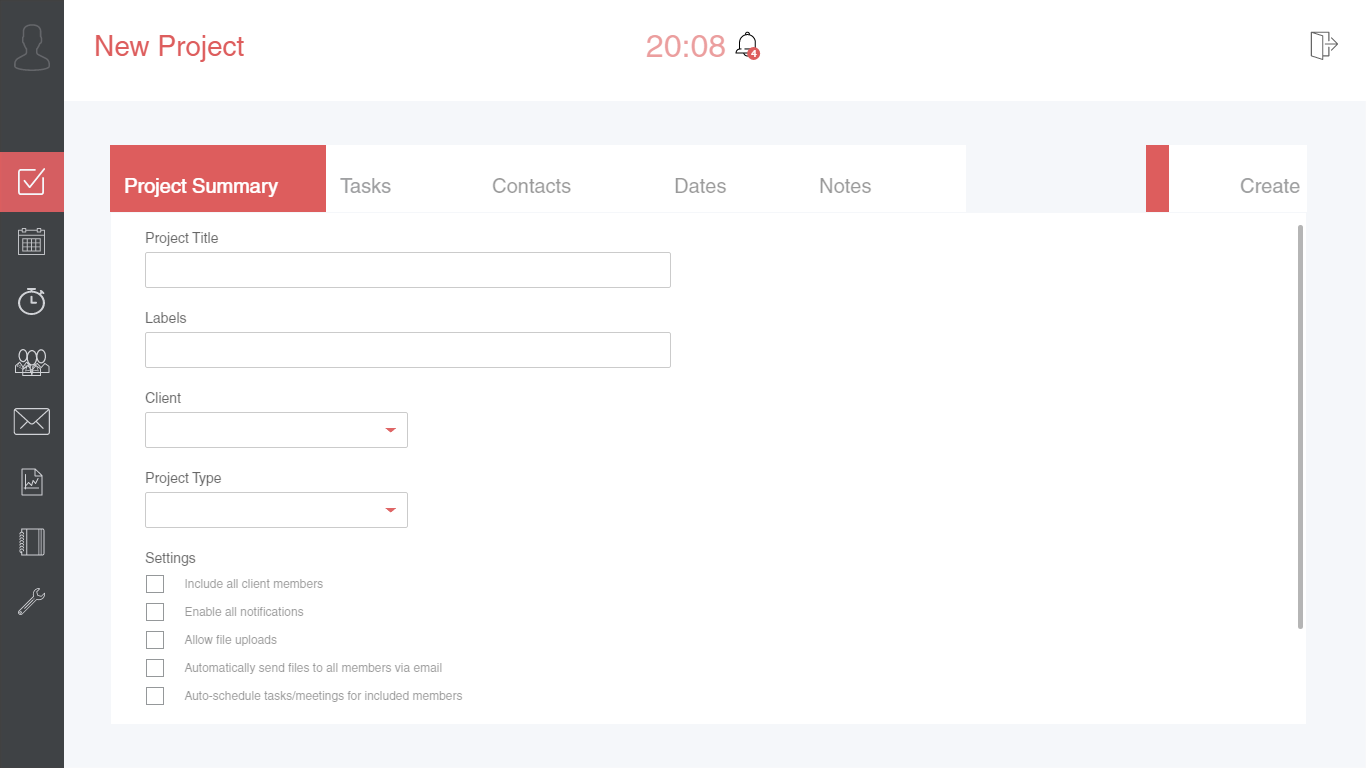 New Project
20:08
4
Project Summary
Tasks
Contacts
Dates
Notes
Create
Project Title
Labels
Client
Project Type
Settings
Include all client members
Enable all notifications
Allow file uploads
Automatically send files to all members via email
Auto-schedule tasks/meetings for included members